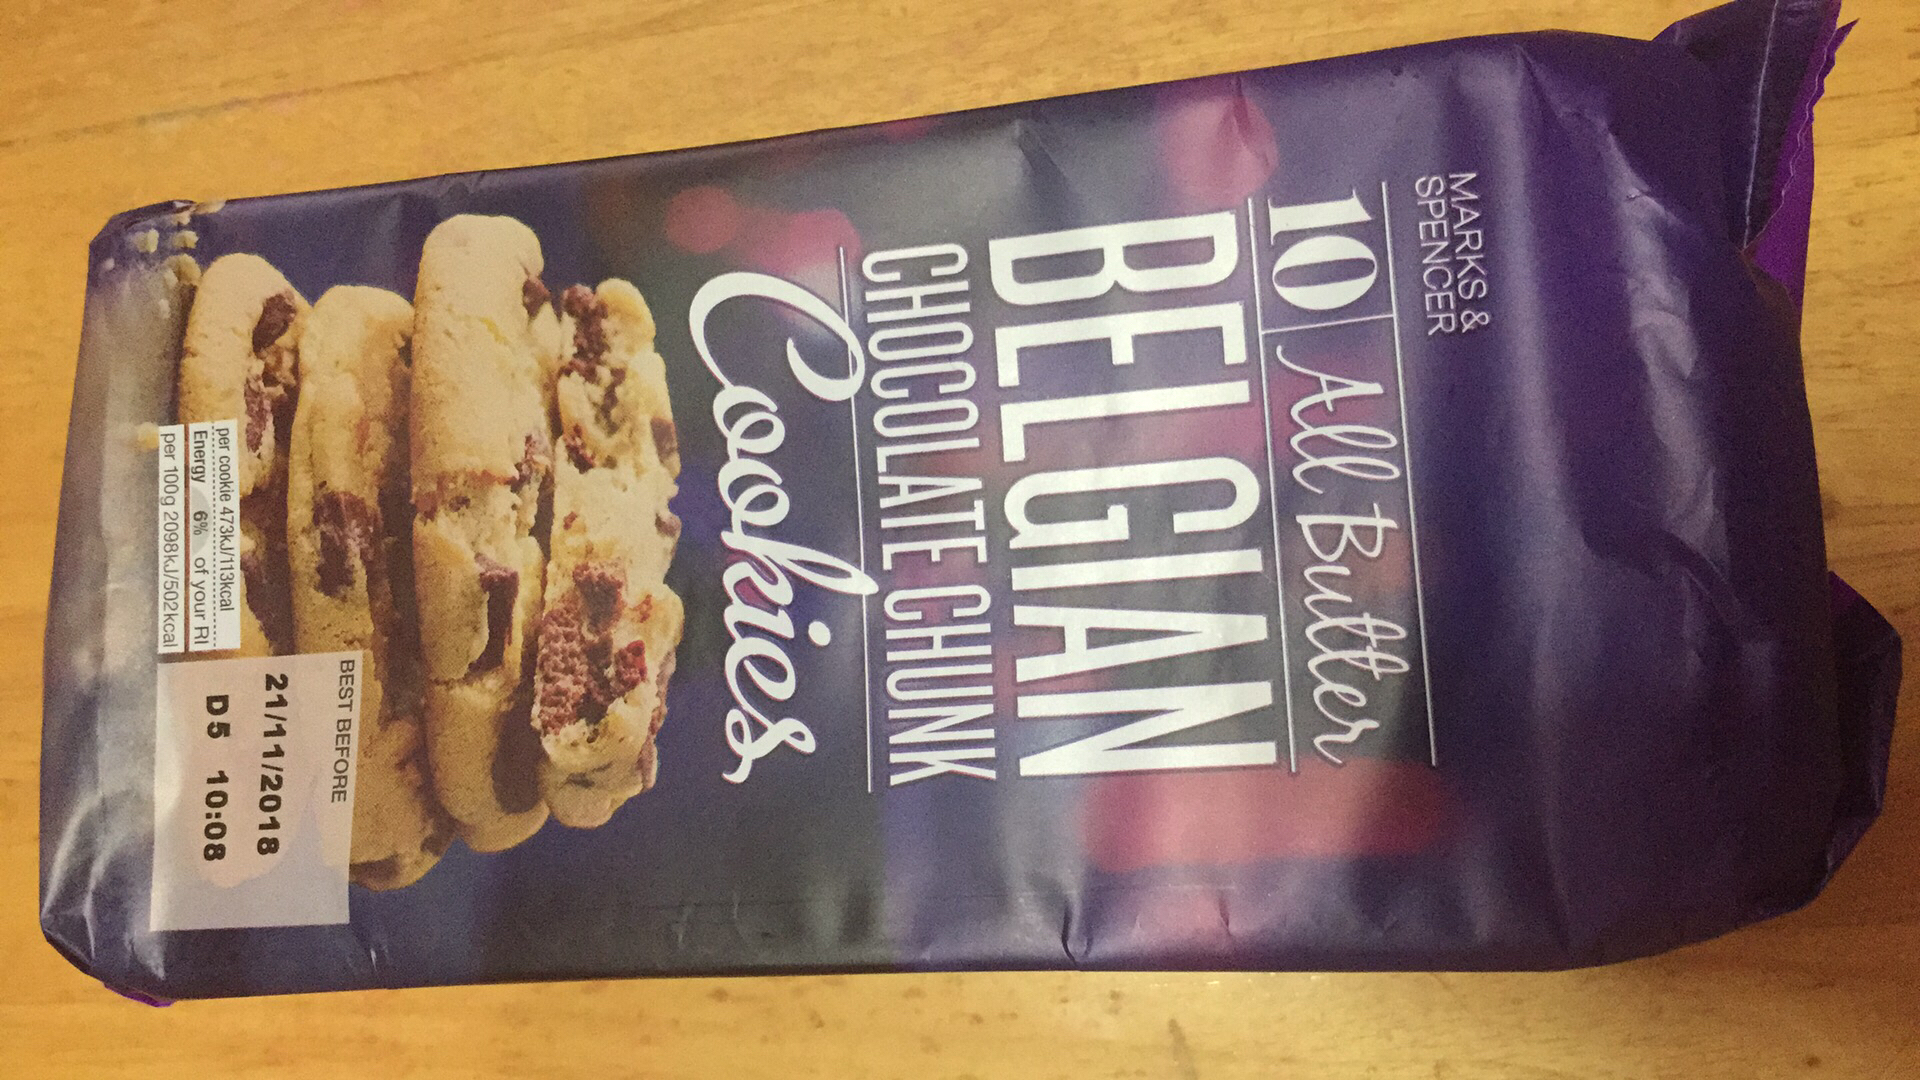 MARKS &
SPENCER
10 All Butter
BELGIAN
CHOCOLATE CHUNK
Cookies
BEST BEFORE
21/11/2018
D5 10:08
per cookie 473kJ/113kcal
Energy 6% of your RI
per 100g 2098kJ/502kcal